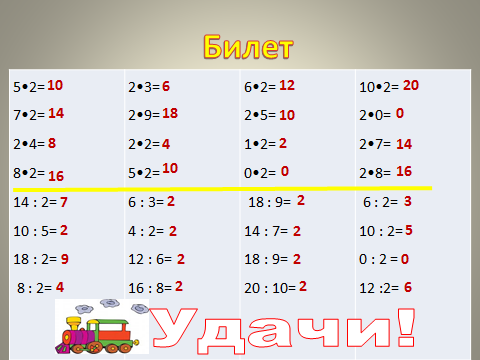 Билет
5•2= 10 2•3= 6 6•2= 12 10•2= 20
7•2= 14 2•9= 18 2•5= 10 2•0= 0
2•4= 8 2•2= 4 1•2= 2 2•7= 14
8•2= 16 5•2= 10 0•2= 0 2•8= 16
14 : 2= 7 6 : 3= 2 18 : 9= 2 6 : 2= 3
10 : 5= 2 4 : 2= 2 14 : 7= 2 10 : 2= 5
18 : 2= 9 12 : 6= 2 18 : 9= 2 0 : 2 = 0
8 : 2= 4 16 : 8= 2 20 : 10= 2 12 :2= 6
Удачи!